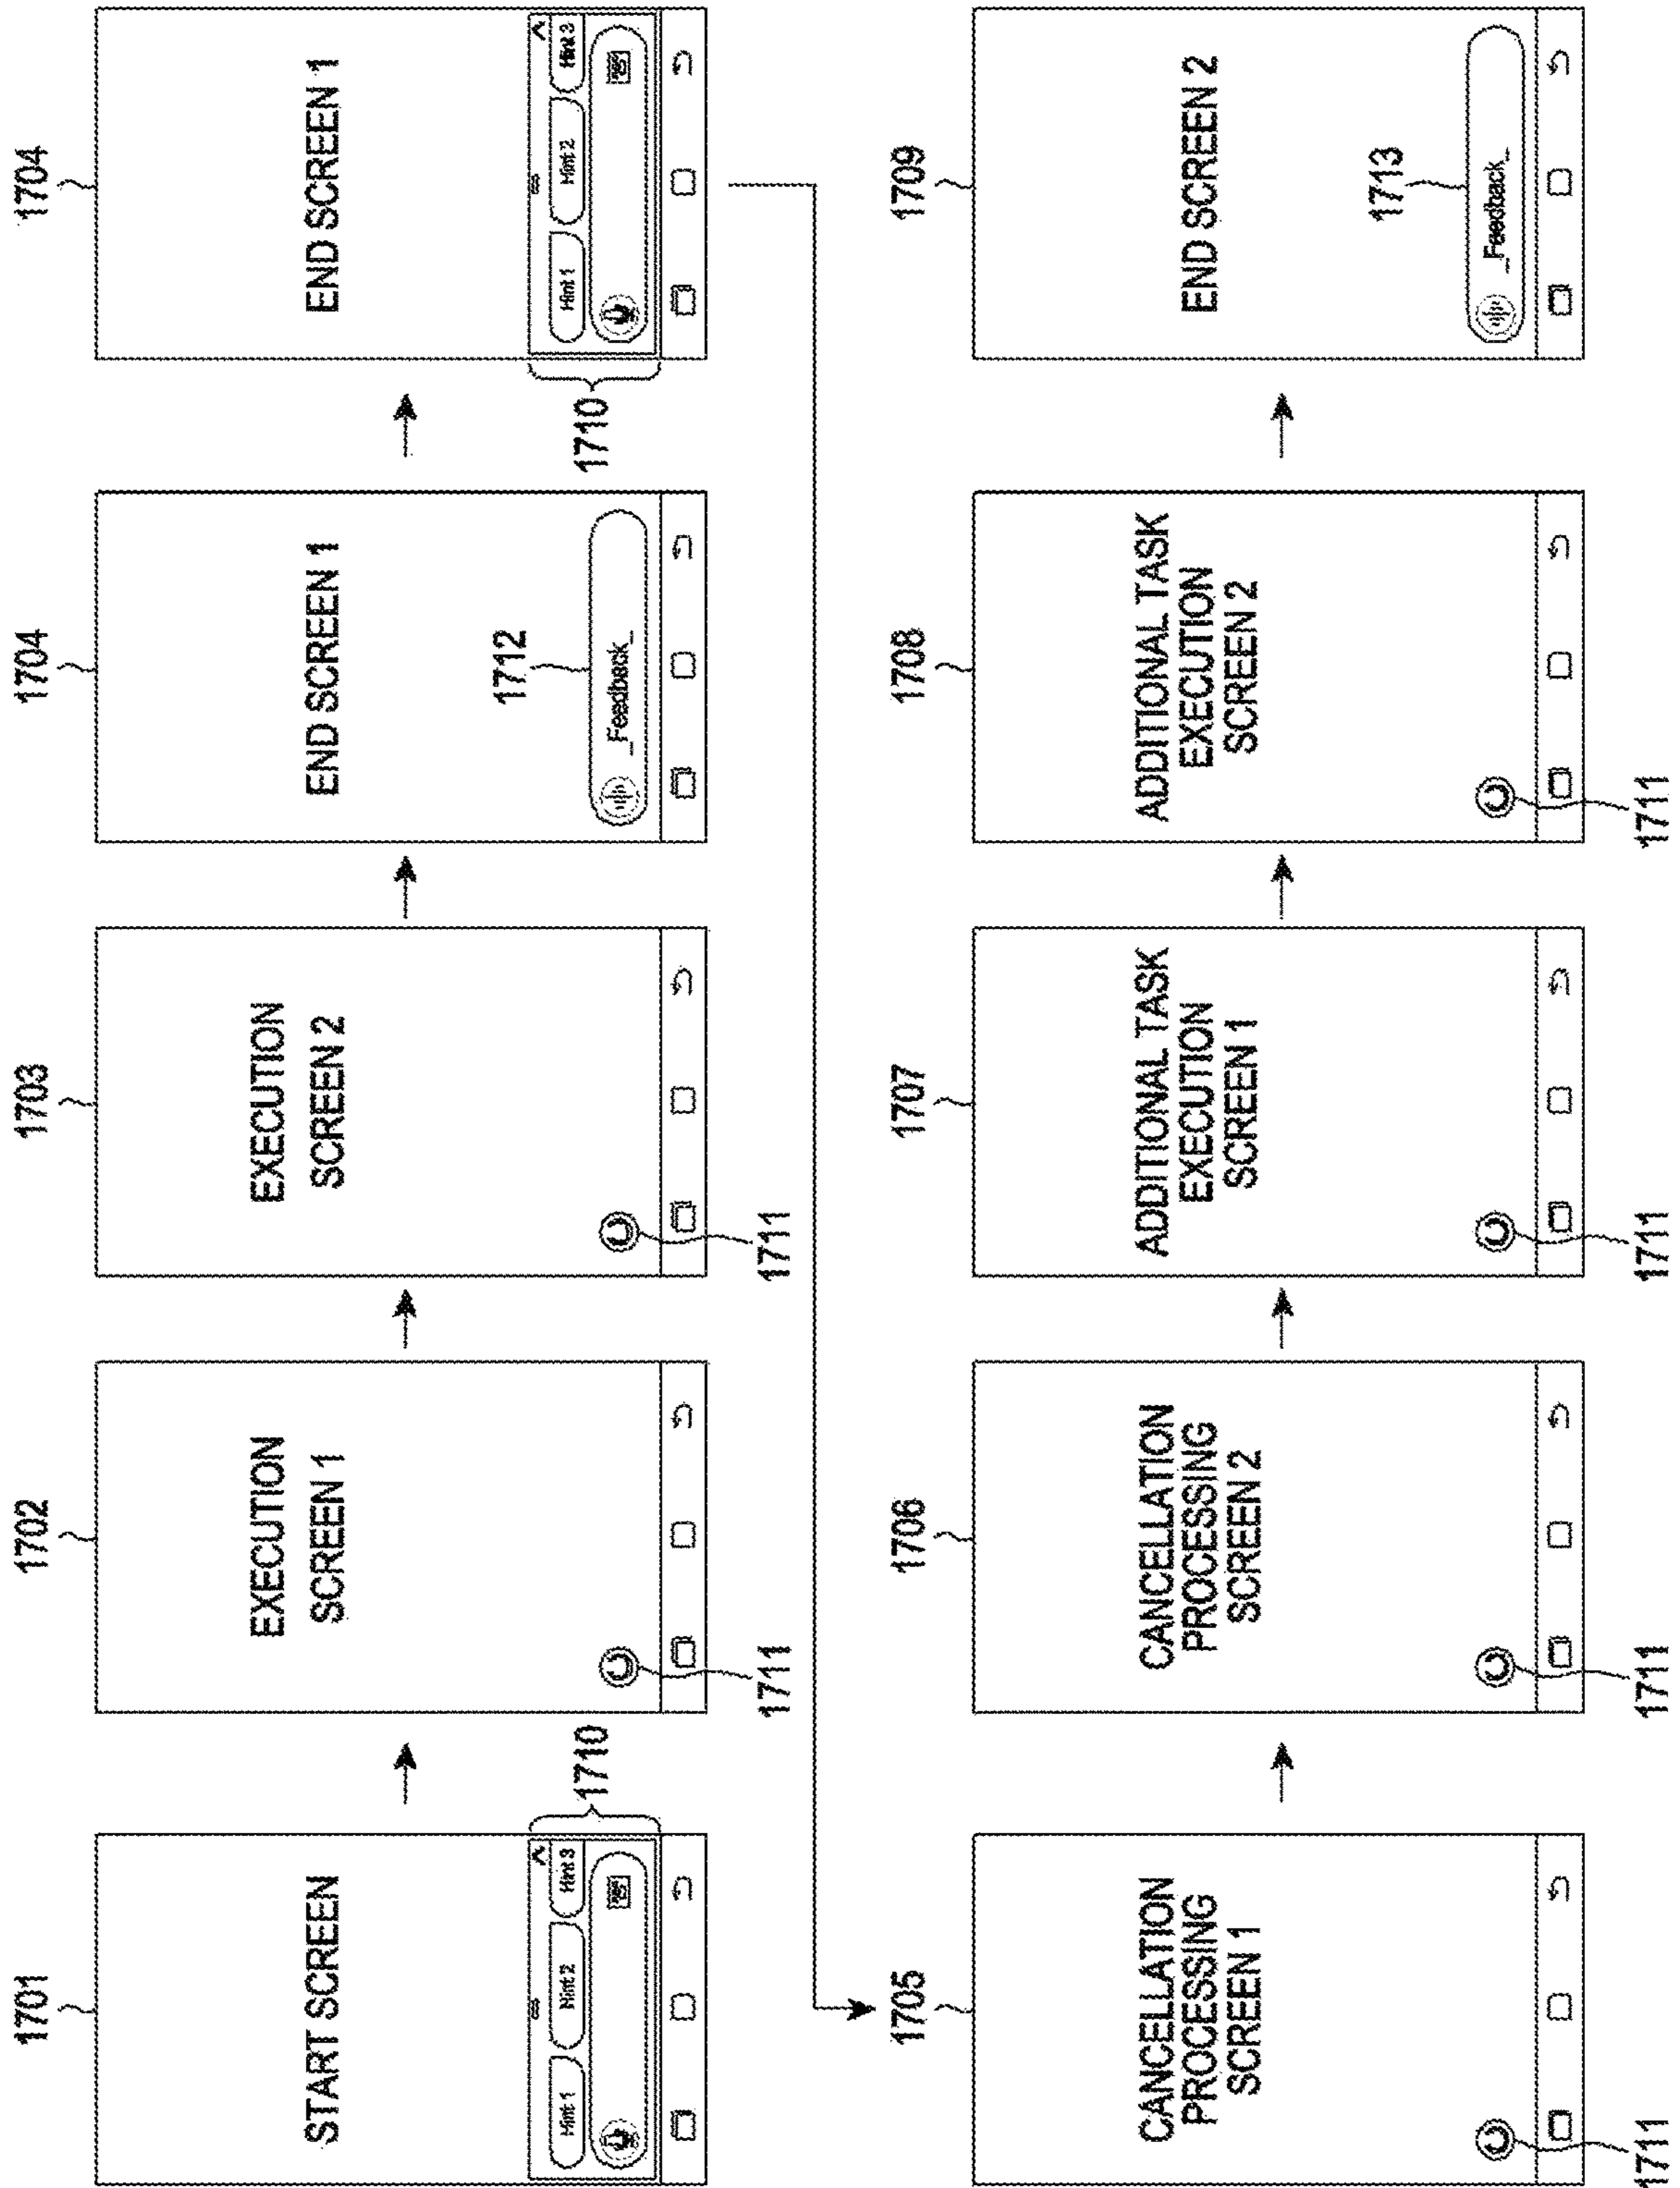 1701
START SCREEN
Hint 1
Hint 2
Hint 3
1710
1702
EXECUTION
SCREEN 1
1711
1703
EXECUTION
SCREEN 2
1711
1704
END SCREEN 1
1712
_Feedback_
1704
END SCREEN 1
Hint 1
Hint 2
Hint 3
1710
1705
CANCELLATION
PROCESSING
SCREEN 1
1711
1706
CANCELLATION
PROCESSING
SCREEN 2
1711
1707
ADDITIONAL TASK
EXECUTION
SCREEN 1
1711
1708
ADDITIONAL TASK
EXECUTION
SCREEN 2
1711
1709
END SCREEN 2
1713
_Feedback_